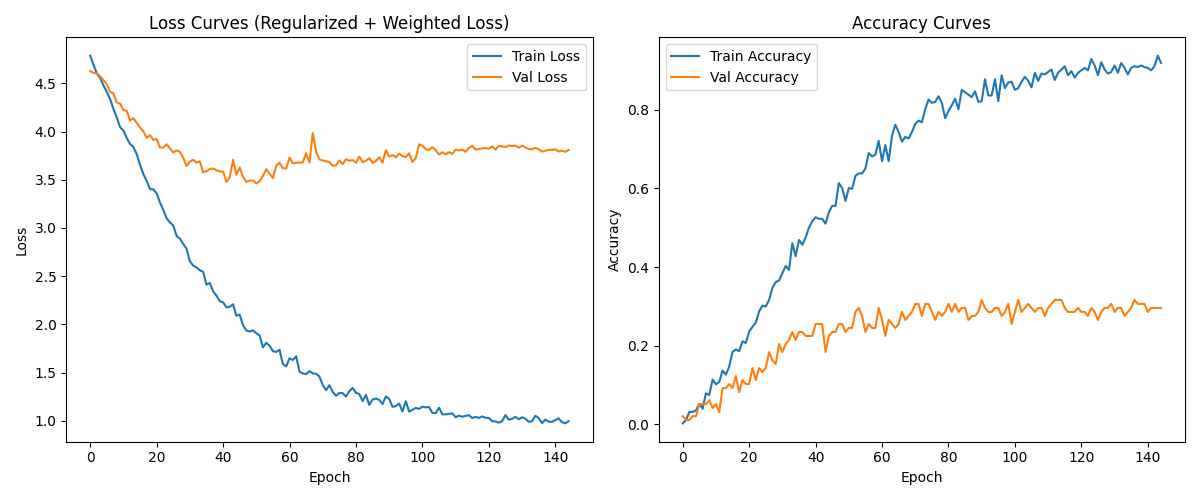 Loss Curves (Regularized + Weighted Loss)
Train Loss
Val Loss
4.5
4.0
3.5
3.0
2.5
2.0
1.5
1.0
Loss
0 20 40 60 80 100 120 140
Epoch
Accuracy Curves
Train Accuracy
Val Accuracy
0.8
0.6
0.4
0.2
0.0
Accuracy
0 20 40 60 80 100 120 140
Epoch